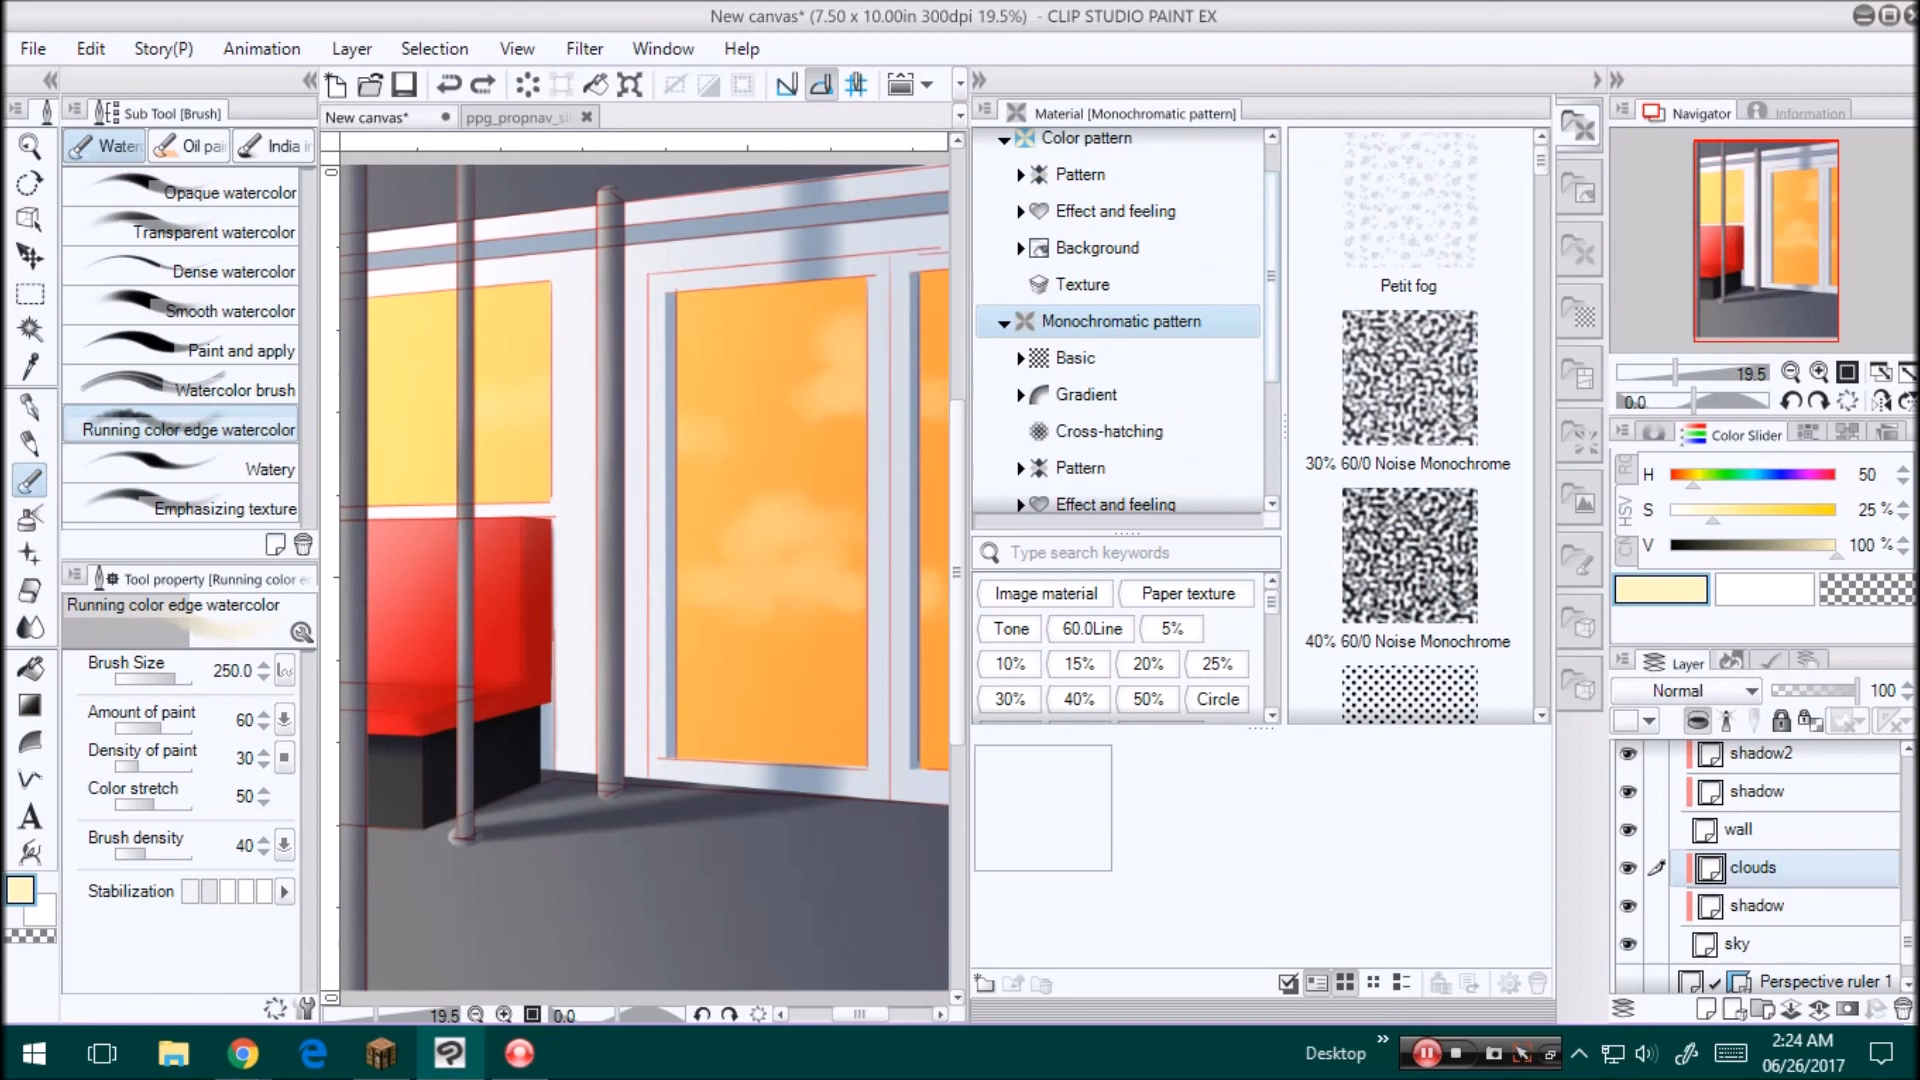 New canvas* (7.50 x 10.00in 300dpi 19.5%) - CLIP STUDIO PAINT EX
File Edit Story(P) Animation Layer Selection View Filter Window Help
Sub Tool [Brush]
Oil pai
India i
New canvas*
ppg_propnav_sl
Opaque watercolor
Transparent watercolor
Dense watercolor
Smooth watercolor
Paint and apply
Watercolor brush
Running color edge watercolor
Watery
Emphasizing texture
Tool property [Running color e
Running color edge watercolor
Brush Size 250.0
Amount of paint 60
Density of paint 30
Color stretch 50
Brush density 40
Stabilization
19.5
0.0
Material [Monochromatic pattern]
Color pattern
Pattern
Effect and feeling
Background
Texture
Monochromatic pattern
Basic
Gradient
Cross-hatching
Pattern
Effect and feeling
Type search keywords
Image material Paper texture
Tone 60.0Line 5%
10% 15% 20% 25%
30% 40% 50% Circle
Petit fog
30% 60/0 Noise Monochrome
40% 60/0 Noise Monochrome
Navigator Information
19.5
0.0
Color Slider
HSV
H 50
S 25 %
V 100 %
Layer
Normal 100
shadow2
shadow
wall
clouds
shadow
sky
Perspective ruler 1
Desktop
2:24 AM
06/26/2017